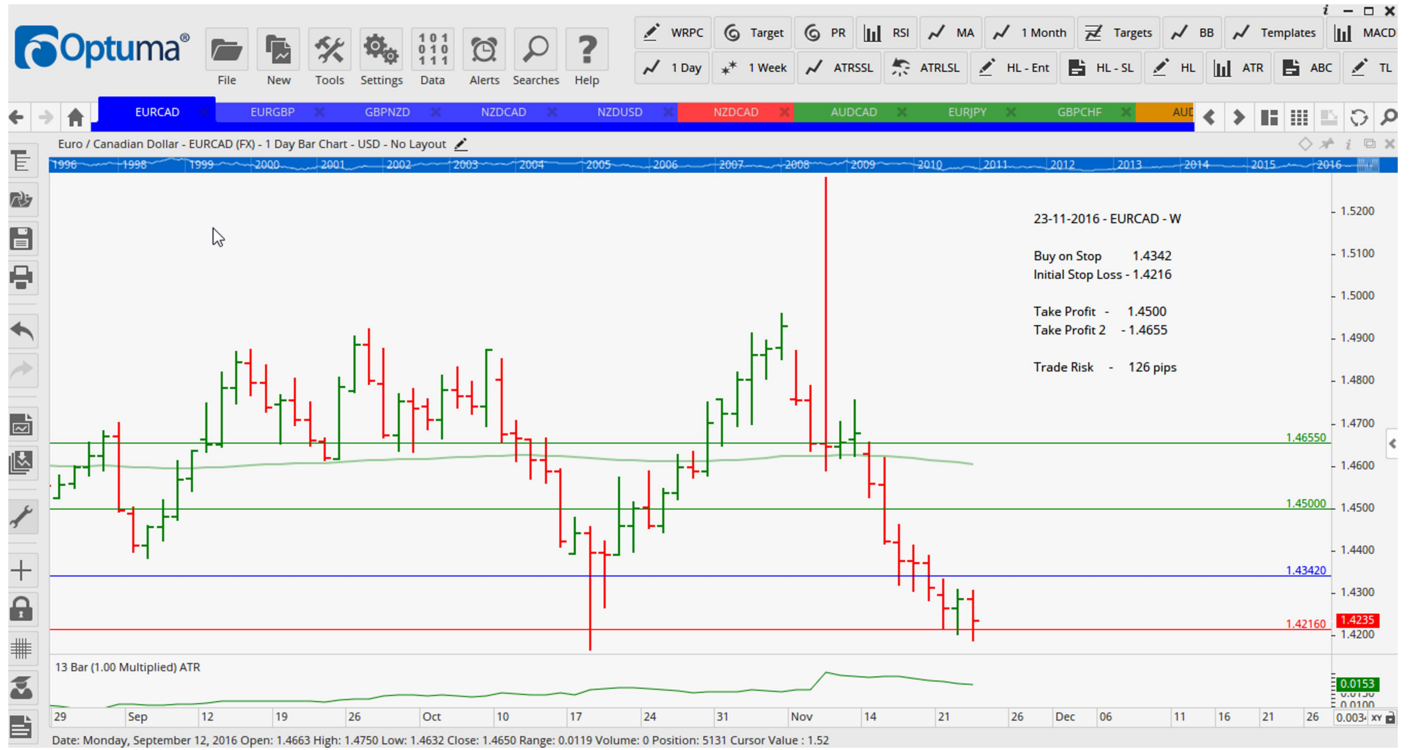 i
Optuma®
File New Tools Settings Data Alerts Searches Help
101
010
111
WRPC Target PR RSI MA 1 Month Targets BB Templates MACD
1 Day 1 Week ATRSSL ATRLSL HL - Ent HL - SL HL ATR ABC TL
EURCAD EURGBP GBPNZD NZDCAD NZDUSD NZDCAD AUDCAD EURJPY GBPCHF AUD
Euro / Canadian Dollar - EURCAD (FX) - 1 Day Bar Chart - USD - No Layout
1996 1998 1999 2000 2001 2002 2003 2004 2005 2006 2007 2008 2009 2010 2011 2012 2013 2014 2015 2016
23-11-2016 - EURCAD - W
Buy on Stop 1.4342
Initial Stop Loss - 1.4216
Take Profit - 1.4500
Take Profit 2 - 1.4655
Trade Risk - 126 pips
1.5200
1.5100
1.5000
1.4900
1.4800
1.4700
1.46550
1.4600
1.45000 1.4500
1.4400
1.43420
1.4300
1.42160 1.4235
1.4200
13 Bar (1.00 Multiplied) ATR
0.0153
0.0100
29 Sep 12 19 26 Oct 10 17 24 31 Nov 14 21 26 Dec 06 11 16 21 26 0.003 XY
Date: Monday, September 12, 2016 Open: 1.4663 High: 1.4750 Low: 1.4632 Close: 1.4650 Range: 0.0119 Volume: 0 Position: 5131 Cursor Value : 1.52